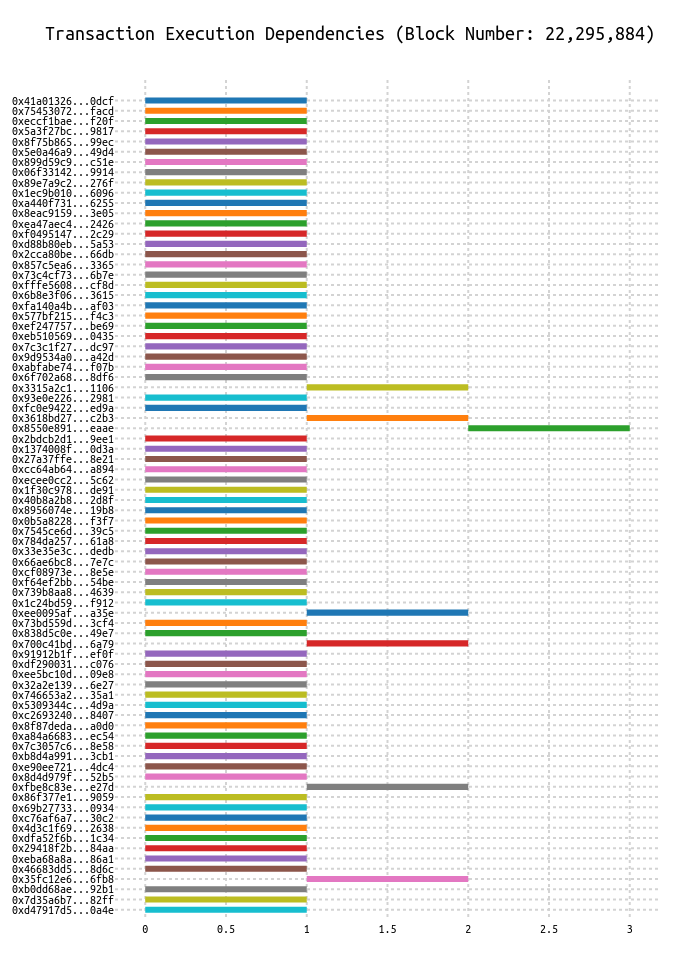 Transaction Execution Dependencies (Block Number: 22,295,884)
0x41a01326...0dcf
0x75453072...facd
0xeccf1bae...f20f
0x5a3f27bc...9817
0x8f75b865...99ec
0x5e0a46a9...49d4
0x899d59c9...c51e
0x06f33142...9914
0x89e7a9c2...276f
0x1ec9b010...6096
0xa440f731...6255
0x8eac9159...3e05
0xea47aec4...2426
0xf0495147...2c29
0xd88b80eb...5a53
0x2cca80be...66db
0x857c5ea6...3365
0x73c4cf73...6b7e
0xfffe5608...cf8d
0x6b8e3f06...3615
0xfa140a4b...af03
0x577bf215...f4c3
0xef247757...be69
0xeb510569...0435
0x7c3c1f27...dc97
0x9d9534a0...a42d
0xabfabe74...f07b
0x6f702a68...8df6
0x3315a2c1...1106
0x93e0e226...2981
0xfc0e9422...ed9a
0x3618bd27...c2b3
0x8550e891...eaae
0x2bdcb2d1...9ee1
0x1374008f...0d3a
0x27a37ffe...8e21
0xcc64ab64...a894
0xecee0cc2...5c62
0x1f30c978...de91
0x40b8a2b8...2d8f
0x8956074e...19b8
0x0b5a8228...f3f7
0x7545ce6d...39c5
0x784da257...61a8
0x33e35e3c...dedb
0x66ae6bc8...7e7c
0xcf08973e...8e5e
0xf64ef2bb...54be
0x739b8aa8...4639
0x1c24bd59...f912
0xee0095af...a35e
0x73bd559d...3cf4
0x838d5c0e...49e7
0x700c41bd...6a79
0x91912b1f...ef0f
0xdf290031...c076
0xee5bc10d...09e8
0x32a2e139...6e27
0x746653a2...35a1
0x5309344c...4d9a
0xc2693240...8407
0x8f87deda...a0d0
0xa84a6683...ec54
0x7c3057c6...8e58
0xb8d4a991...3cb1
0xe90ee721...4dc4
0x8d4d979f...52b5
0xfbe8c83e...e27d
0x86f377e1...9059
0x69b27733...0934
0xc76af6a7...30c2
0x4d3c1f69...2638
0xdfa52f6b...1c34
0x29418f2b...84aa
0xeba68a8a...86a1
0x46683dd5...8d6c
0x35fc12e6...6fb8
0xb0dd68ae...92b1
0x7d35a6b7...82ff
0xd47917d5...0a4e
0 0.5 1 1.5 2 2.5 3